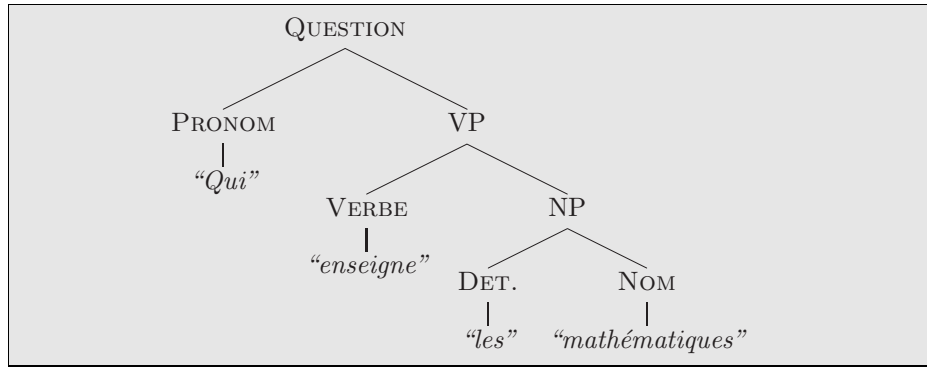 QUESTION
PRONOM VP
“Qui”
VERBE NP
“enseigne”
DET. NOM
“les” “mathématiques”